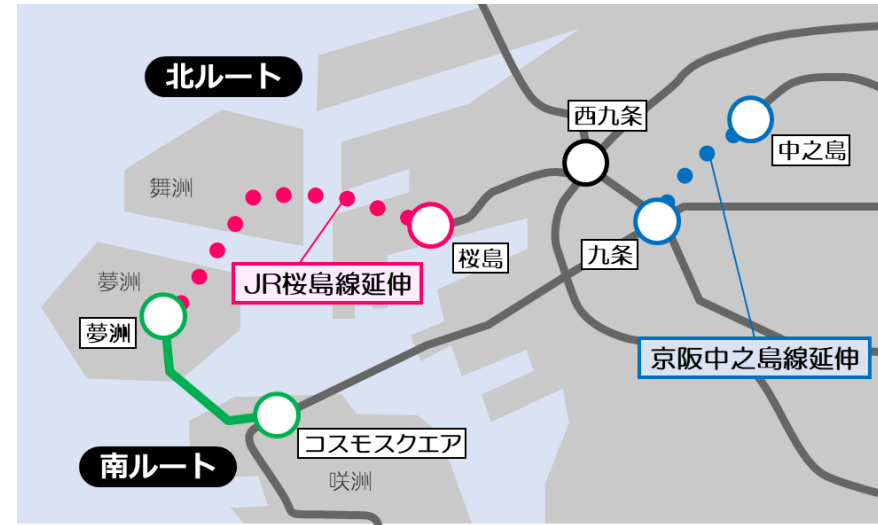 北ルート
西九条
中之島
舞洲
桜島
九条
夢洲
JR桜島線延伸
夢洲
京阪中之島線延伸
コスモスクエア
南ルート
咲洲